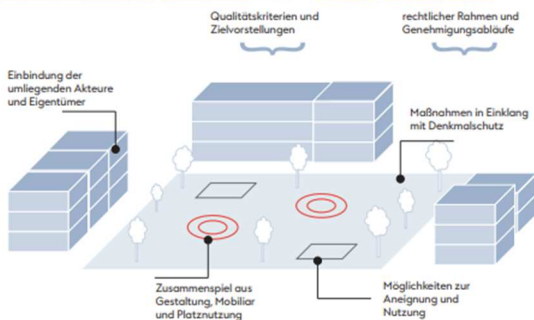 Qualitätskriterien und
Zielvorstellungen
rechtlicher Rahmen und
Genehmigungsabläufe
Einbindung der
umliegenden Akteure
und Eigentümer
Maßnahmen in Einklang
mit Denkmalschutz
Zusammenspiel aus
Gestaltung, Mobiliar
und Platznutzung
Möglichkeiten zur
Aneignung und
Nutzung